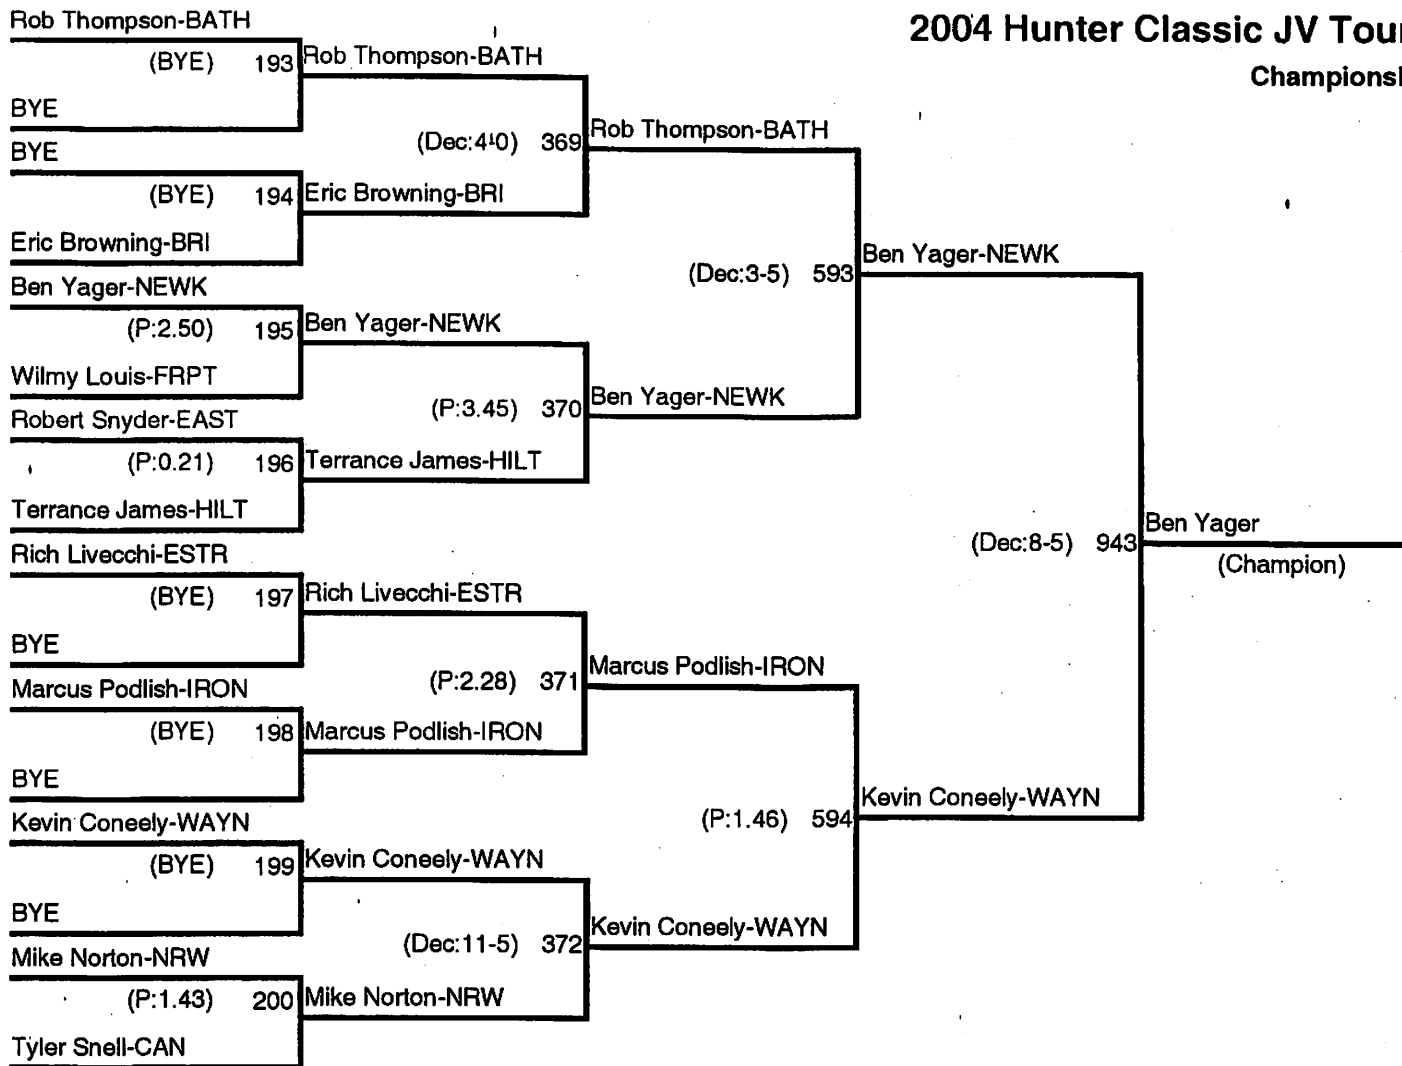 2004 Hunter Classic JV Tour
Championsl
Rob Thompson-BATH
(BYE) 193
BYE
BYE
(BYE) 194
Eric Browning-BRI
Ben Yager-NEWK
(P:2.50) 195
Wilmy Louis-FRPT
Robert Snyder-EAST
(P:0.21) 196
Terrance James-HILT
Rich Livecchi-ESTR
(BYE) 197
BYE
Marcus Podlish-IRON
(BYE) 198
BYE
Kevin Coneely-WAYN
(BYE) 199
BYE
Mike Norton-NRW
(P:1.43) 200
Tyler Snell-CAN
Rob Thompson-BATH
(Dec:4-0) 369
Eric Browning-BRI
Ben Yager-NEWK
(P:3.45) 370
Terrance James-HILT
Rich Livecchi-ESTR
(P:2.28) 371
Marcus Podlish-IRON
Kevin Coneely-WAYN
(Dec:11-5) 372
Mike Norton-NRW
Rob Thompson-BATH
(Dec:3-5) 593
Ben Yager-NEWK
Marcus Podlish-IRON
(P:1.46) 594
Kevin Coneely-WAYN
Ben Yager-NEWK
(Dec:8-5) 943
Kevin Coneely-WAYN
Ben Yager
(Champion)